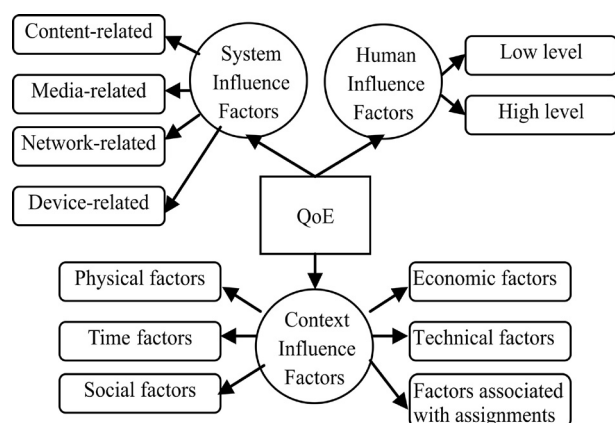 Content-related
Media-related
Network-related
Device-related
System
Influence
Factors
Human
Influence
Factors
Low level
High level
QoE
Physical factors
Time factors
Social factors
Context
Influence
Factors
Economic factors
Technical factors
Factors associated
with assignments